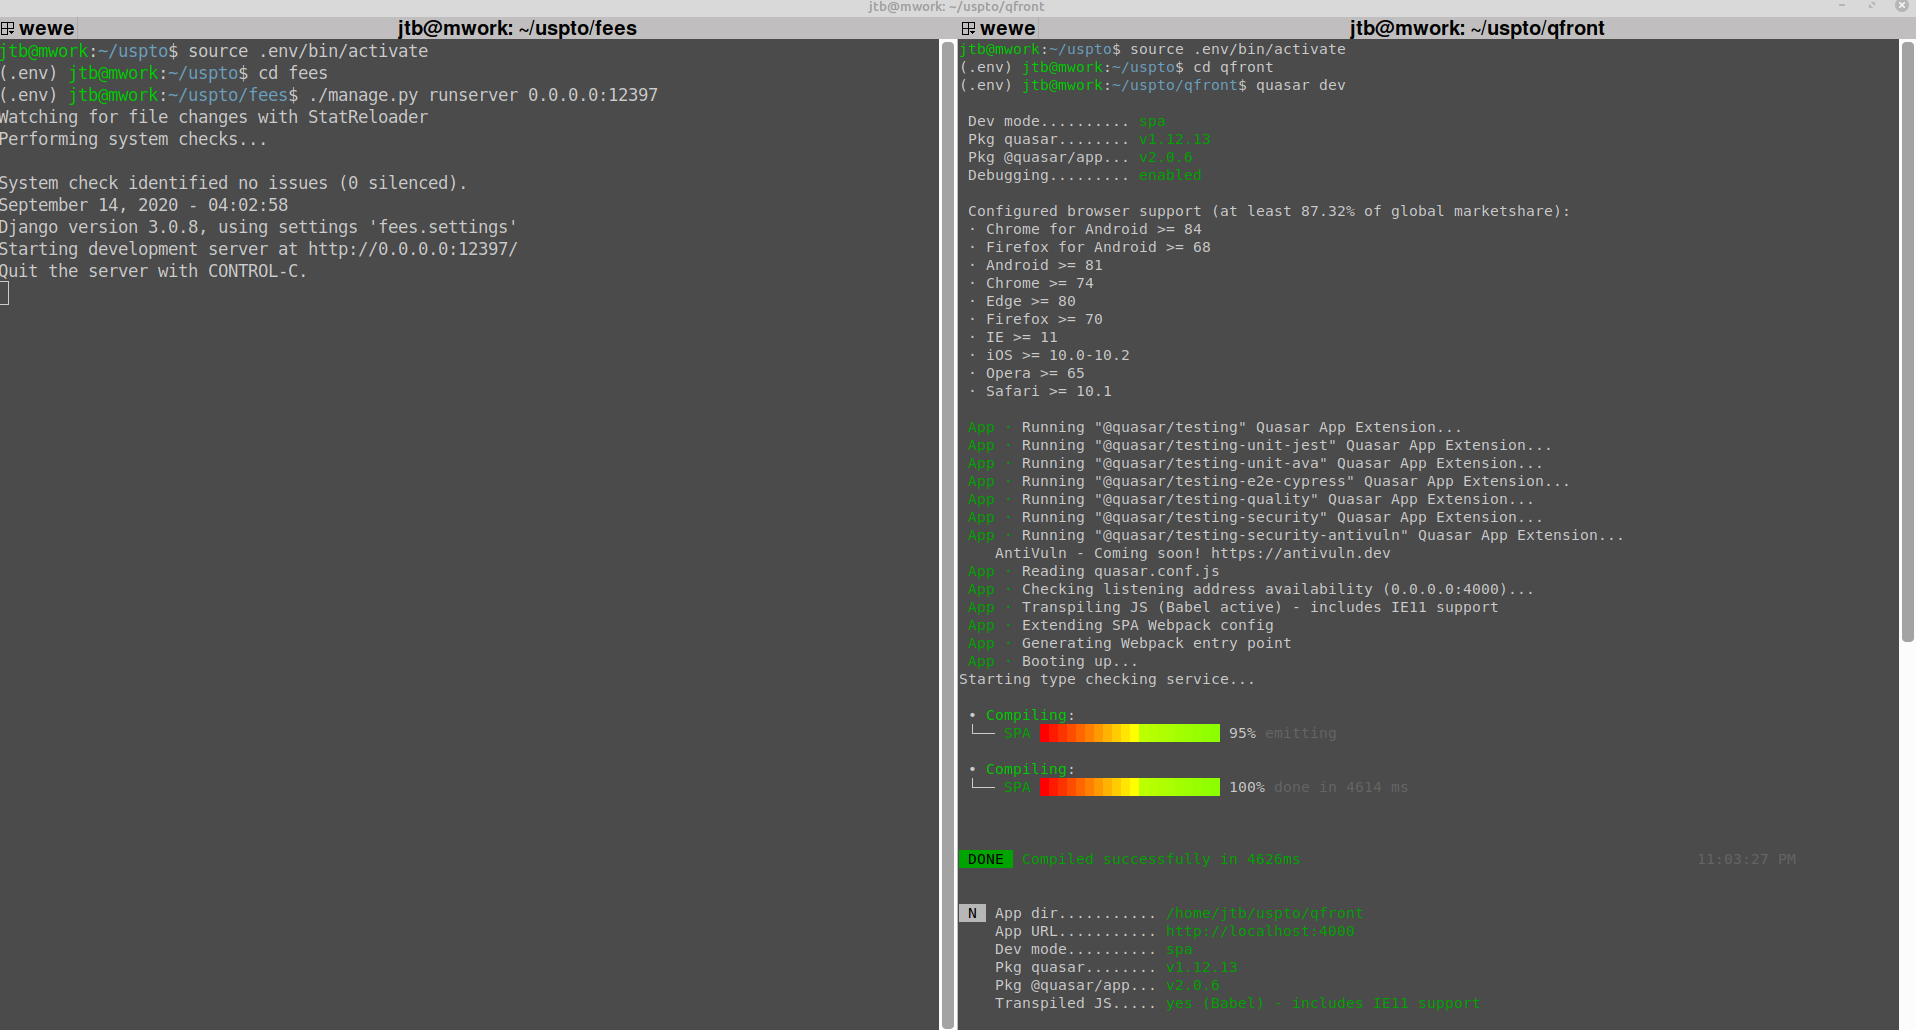 jtb@mwork: ~/uspto/qfront
wewe
jtb@mwork: ~/uspto/fees
jtb@mwork:~/uspto$ source .env/bin/activate
(.env) jtb@mwork:~/uspto$ cd fees
(.env) jtb@mwork:~/uspto/fees$ ./manage.py runserver 0.0.0.0:12397
Watching for file changes with StatReloader
Performing system checks...
System check identified no issues (0 silenced).
September 14, 2020 - 04:02:58
Django version 3.0.8, using settings 'fees.settings'
Starting development server at http://0.0.0.0:12397/
Quit the server with CONTROL-C.
wewe
jtb@mwork: ~/uspto/qfront
jtb@mwork:~/uspto$ source .env/bin/activate
(.env) jtb@mwork:~/uspto$ cd qfront
(.env) jtb@mwork:~/uspto/qfront$ quasar dev
Dev mode.......... spa
Pkg quasar........ v1.12.13
Pkg @quasar/app... v2.0.6
Debugging......... enabled
Configured browser support (at least 87.32% of global marketshare):
· Chrome for Android >= 84
· Firefox for Android >= 68
· Android >= 81
· Chrome >= 74
· Edge >= 80
· Firefox >= 70
· IE >= 11
· iOS >= 10.0-10.2
· Opera >= 65
· Safari >= 10.1
App · Running "@quasar/testing" Quasar App Extension...
App · Running "@quasar/testing-unit-jest" Quasar App Extension...
App · Running "@quasar/testing-unit-ava" Quasar App Extension...
App · Running "@quasar/testing-e2e-cypress" Quasar App Extension...
App · Running "@quasar/testing-quality" Quasar App Extension...
App · Running "@quasar/testing-security" Quasar App Extension...
App · Running "@quasar/testing-security-antivuln" Quasar App Extension...
AntiVuln - Coming soon! https://antivuln.dev
App · Reading quasar.conf.js
App · Checking listening address availability (0.0.0.0:4000)...
App · Transpiling JS (Babel active) - includes IE11 support
App · Extending SPA Webpack config
App · Generating Webpack entry point
App · Booting up...
Starting type checking service...
• Compiling:
└── SPA 95% emitting
• Compiling:
└── SPA 100% done in 4614 ms
DONE Compiled successfully in 4626ms 11:03:27 PM
N App dir........... /home/jtb/uspto/qfront
App URL........... http://localhost:4000
Dev mode.......... spa
Pkg quasar........ v1.12.13
Pkg @quasar/app... v2.0.6
Transpiled JS..... yes (Babel) - includes IE11 support